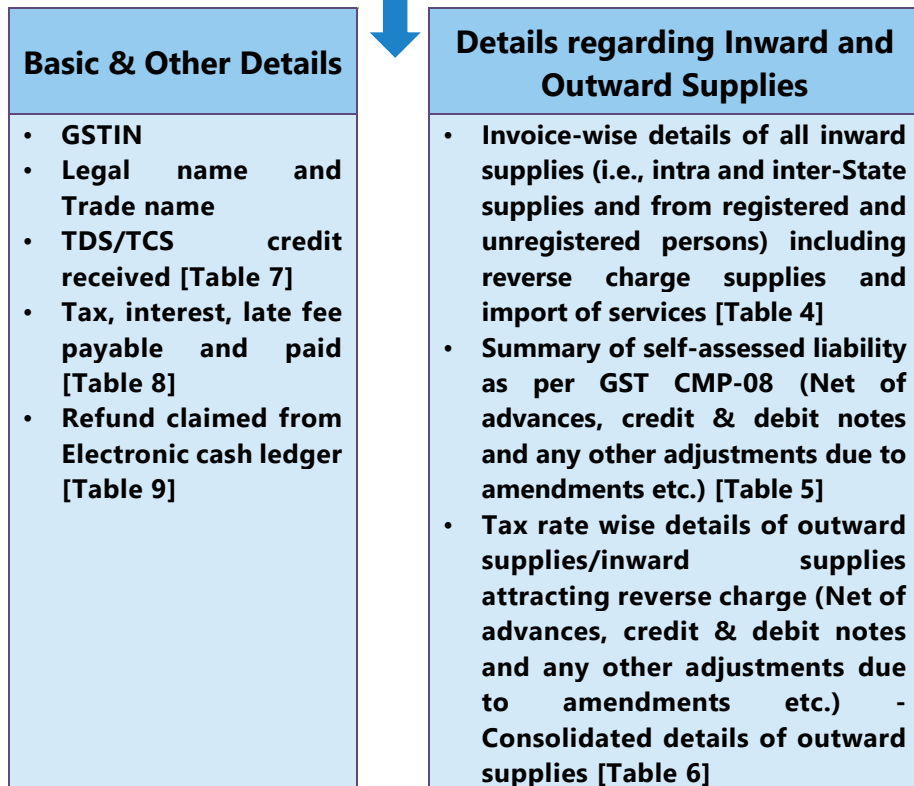 Basic & Other Details
• GSTIN
• Legal name and
Trade name
• TDS/TCS credit
received [Table 7]
• Tax, interest, late fee
payable and paid
[Table 8]
• Refund claimed from
Electronic cash ledger
[Table 9]
Details regarding Inward and
Outward Supplies
• Invoice-wise details of all inward
supplies (i.e., intra and inter-State
supplies and from registered and
unregistered persons) including
reverse charge supplies and
import of services [Table 4]
• Summary of self-assessed liability
as per GST CMP-08 (Net of
advances, credit & debit notes
and any other adjustments due to
amendments etc.) [Table 5]
• Tax rate wise details of outward
supplies/inward supplies
attracting reverse charge (Net of
advances, credit & debit notes
and any other adjustments due
to amendments etc.) -
Consolidated details of outward
supplies [Table 6]